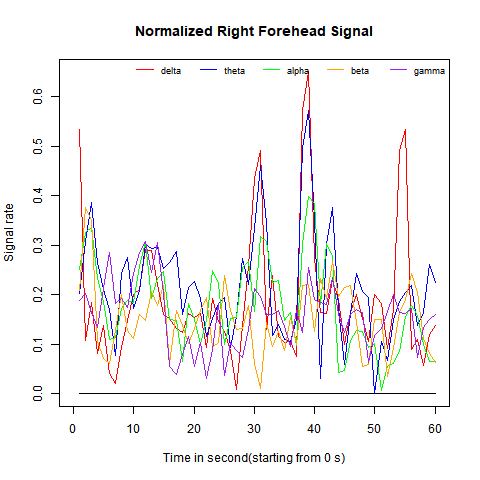 Normalized Right Forehead Signal
delta theta alpha beta gamma
Signal rate
0.0 0.1 0.2 0.3 0.4 0.5 0.6
0 10 20 30 40 50 60
Time in second(starting from 0 s)